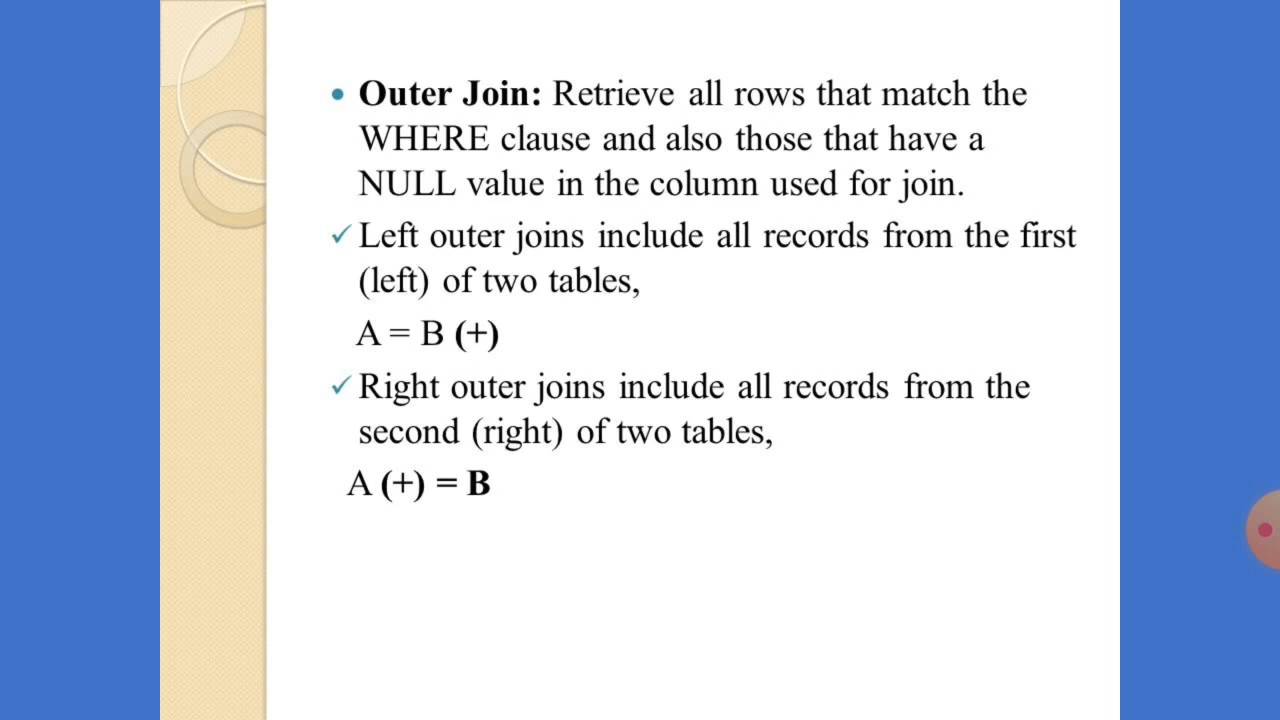 Outer Join: Retrieve all rows that match the
WHERE clause and also those that have a
NULL value in the column used for join.
Left outer joins include all records from the first
(left) of two tables,
A = B (+)
Right outer joins include all records from the
second (right) of two tables,
A (+) = B